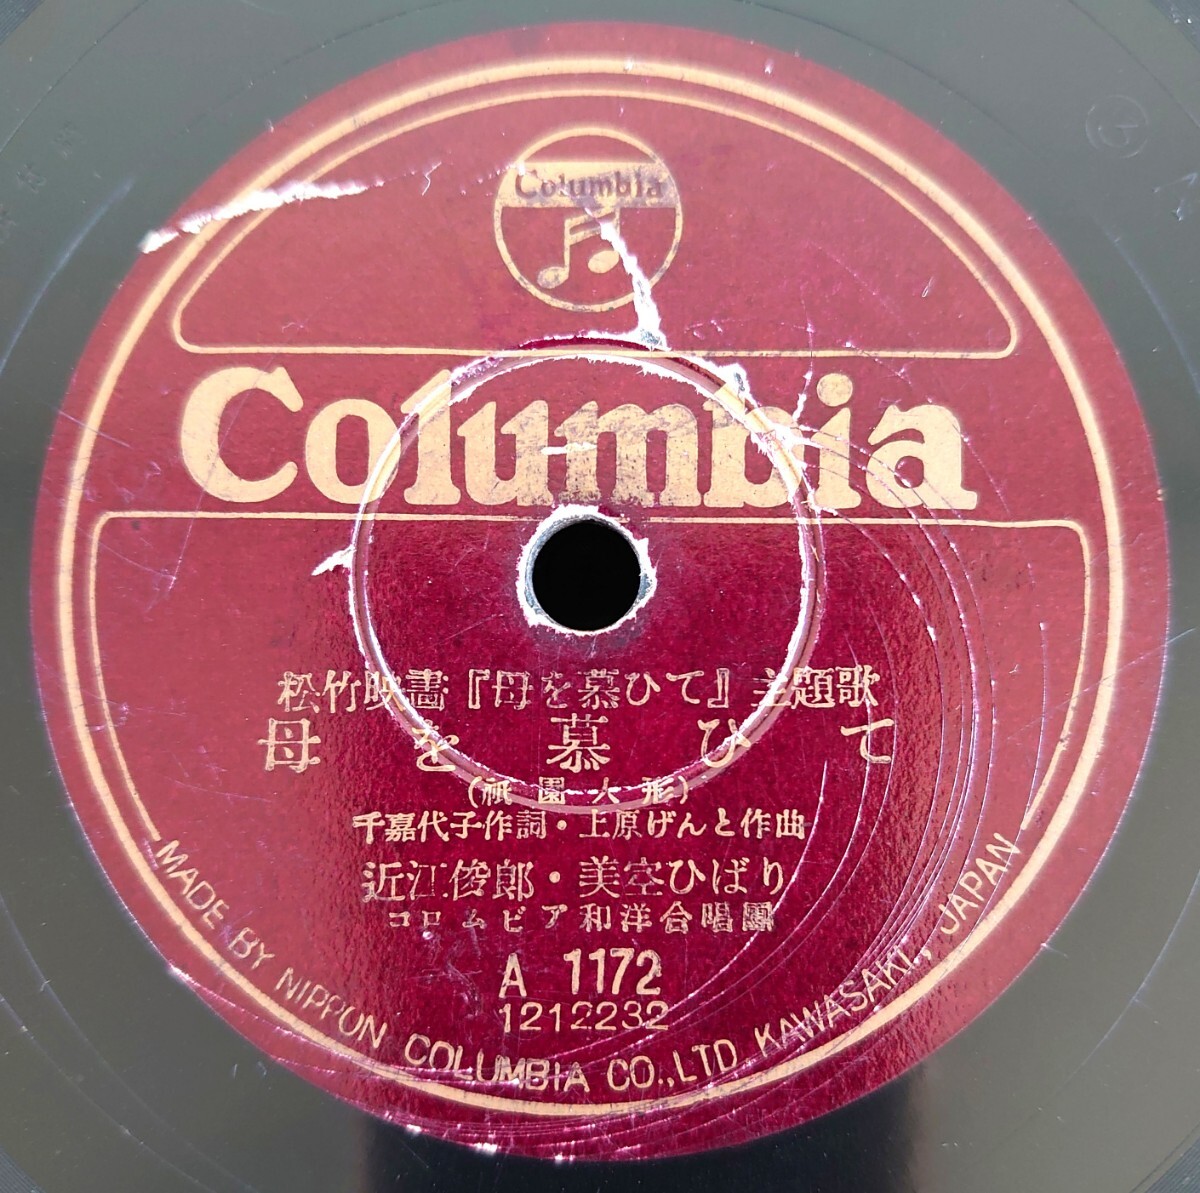 Columbia
Columbia
松竹映畵『母を慕ひて』主題歌
母を慕ひて
(祇園人形)
千嘉代子作詞・上原げんと作曲
近江俊郎・美空ひばり
コロムビア和洋合唱團
A 1172
1212232
MADE BY NIPPON COLUMBIA CO.,LTD KAWASAKI, JAPAN